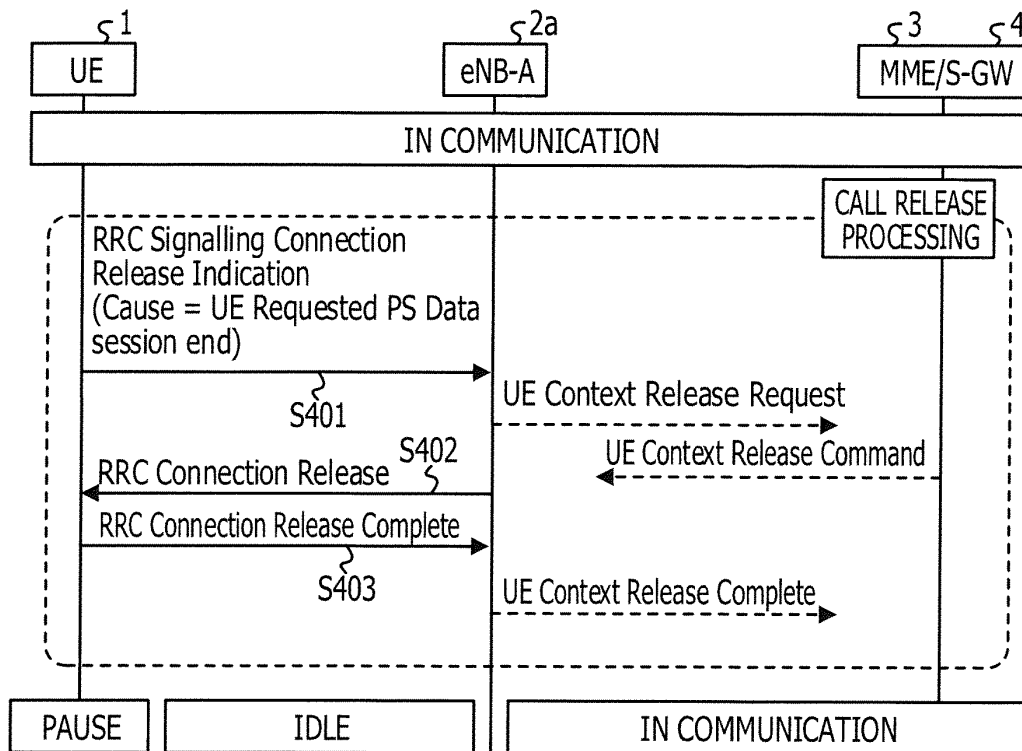 1
2a
3
4
UE
eNB-A
MME/S-GW
IN COMMUNICATION
CALL RELEASE
PROCESSING
RRC Signalling Connection
Release Indication
(Cause = UE Requested PS Data
session end)
S401
UE Context Release Request
UE Context Release Command
S402
RRC Connection Release
RRC Connection Release Complete
S403
UE Context Release Complete
PAUSE
IDLE
IN COMMUNICATION